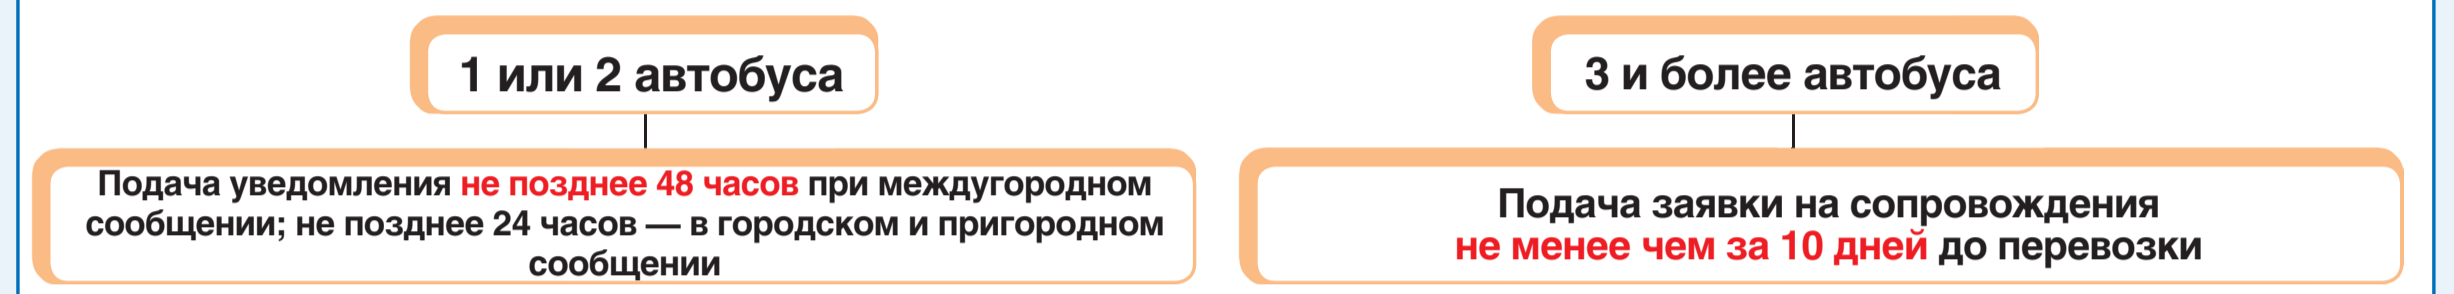 1 или 2 автобуса
Подача уведомления не позднее 48 часов при междугородном
сообщении; не позднее 24 часов — в городском и пригородном
сообщении
3 и более автобуса
Подача заявки на сопровождения
не менее чем за 10 дней до перевозки